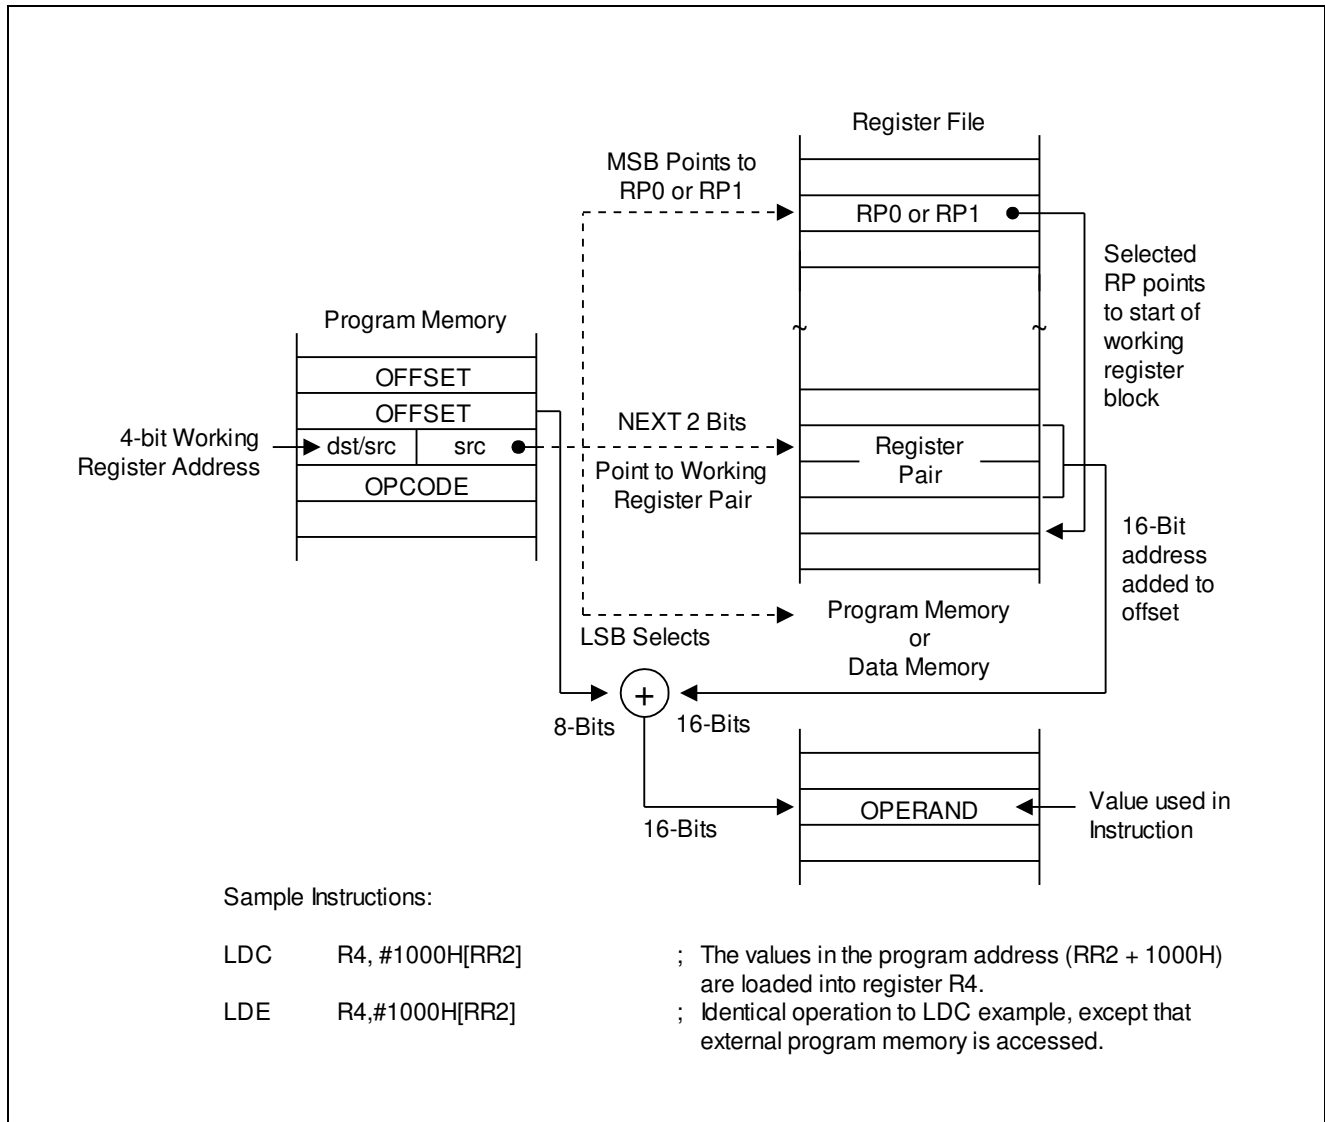 Register File
MSB Points to
RP0 or RP1
RP0 or RP1
Selected
RP points
to start of
working
register
block
Program Memory
OFFSET
OFFSET
4-bit Working
Register Address
dst/src
src
OPCODE
NEXT 2 Bits
Point to Working
Register Pair
Register
Pair
16-Bit
address
added to
offset
LSB Selects
Program Memory
or
Data Memory
+
8-Bits
16-Bits
16-Bits
OPERAND
Value used in
Instruction
Sample Instructions:
LDC R4, #1000H[RR2] ; The values in the program address (RR2 + 1000H)
are loaded into register R4.
LDE R4,#1000H[RR2] ; Identical operation to LDC example, except that
external program memory is accessed.